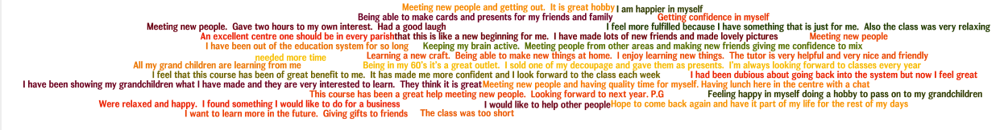 Meeting new people and getting out.  It is great hobby I am happier in myself
Being able to make cards and presents for my friends and family Getting confidence in myself
Meeting new people.  Gave two hours to my own interest.  Had a good laugh I feel more fulfilled because I have something that is just for me.  Also the class was very relaxing
An excellent centre one should be in every parish that this is like a new beginning for me.  I have made lots of new friends and made lovely pictures Meeting new people
I have been out of the education system for so long Keeping my brain active.  Meeting people from other areas and making new friends giving me confidence to mix
needed more time Learning a new craft.  Being able to make new things at home.  I enjoy learning new things.  The tutor is very helpful and very nice and friendly
All my grand children are learning from me Being in my 60's it's a great outlet.  I sold one of my decoupage and gave them as presents.  I'm always looking forward to classes every year
I feel that this course has been of great benefit to me.  It has made me more confident and I look forward to the class each week I had been dubious about going back into the system but now I feel great
I have been showing my grandchildren what I have made and they are very interested to learn.  They think it is great Meeting new people and having quality time for myself. Having lunch here in the centre with a chat
This course has been a great help meeting new people.  Looking forward to next year.  P.G Feeling happy in myself doing a hobby to pass on to my grandchildren
Were relaxed and happy.  I found something I would like to do for a business I would like to help other people Hope to come back again and have it part of my life for the rest of my days
I want to learn more in the future.  Giving gifts to friends The class was too short